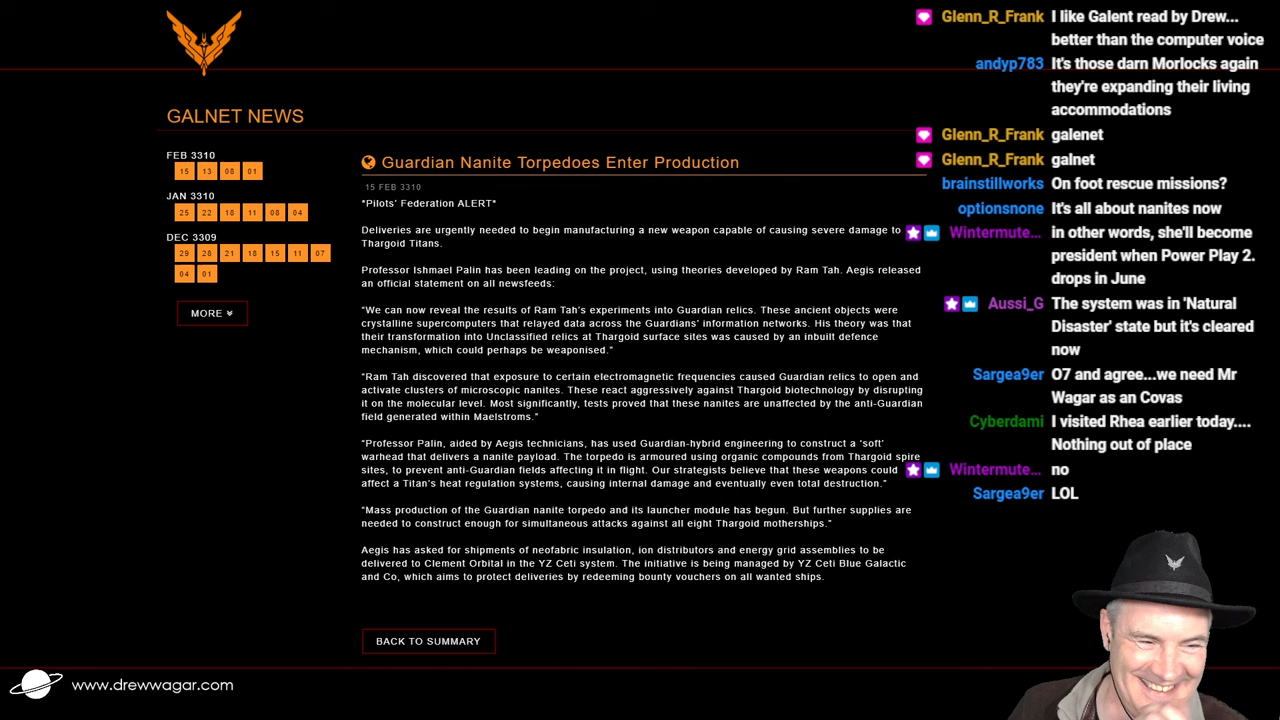 GALNET NEWS
FEB 3310
15 13 08 01
JAN 3310
25 22 18 11 08 04
DEC 3309
29 28 21 18 15 11 07
04 01
MORE
Guardian Nanite Torpedoes Enter Production
15 FEB 3310
*Pilots' Federation ALERT*
Deliveries are urgently needed to begin manufacturing a new weapon capable of causing severe damage to
Thargoid Titans.
Professor Ishmael Palin has been leading on the project, using theories developed by Ram Tah. Aegis released
an official statement on all newsfeeds:
“We can now reveal the results of Ram Tah's experiments into Guardian relics. These ancient objects were
crystalline supercomputers that relayed data across the Guardians' information networks. His theory was that
their transformation into Unclassified relics at Thargoid surface sites was caused by an inbuilt defence
mechanism, which could perhaps be weaponised.”
“Ram Tah discovered that exposure to certain electromagnetic frequencies caused Guardian relics to open and
activate clusters of microscopic nanites. These react aggressively against Thargoid biotechnology by disrupting
it on the molecular level. Most significantly, tests proved that these nanites are unaffected by the anti-Guardian
field generated within Maelstroms.”
“Professor Palin, aided by Aegis technicians, has used Guardian-hybrid engineering to construct a 'soft'
warhead that delivers a nanite payload. The torpedo is armoured using organic compounds from Thargoid spire
sites, to prevent anti-Guardian fields affecting it in flight. Our strategists believe that these weapons could
affect a Titan's heat regulation systems, causing internal damage and eventually even total destruction.”
“Mass production of the Guardian nanite torpedo and its launcher module has begun. But further supplies are
needed to construct enough for simultaneous attacks against all eight Thargoid motherships.”
Aegis has asked for shipments of neofabric insulation, ion distributors and energy grid assemblies to be
delivered to Clement Orbital in the YZ Ceti system. The initiative is being managed by YZ Ceti Blue Galactic
and Co, which aims to protect deliveries by redeeming bounty vouchers on all wanted ships.
BACK TO SUMMARY
www.drewwagar.com
Glenn_R_Frank I like Galent read by Drew...
better than the computer voice
andyp783 It's those darn Morlocks again
they're expanding their living
accommodations
Glenn_R_Frank galenet
Glenn_R_Frank galnet
brainstillworks On foot rescue missions?
optionsnone It's all about nanites now
Wintermute... in other words, she'll become
president when Power Play 2.
drops in June
Aussi_G The system was in 'Natural
Disaster' state but it's cleared
now
Sargea9er O7 and agree...we need Mr
Wagar as an Covas
Cyberdami I visited Rhea earlier today....
Nothing out of place
Wintermute... no
Sargea9er LOL